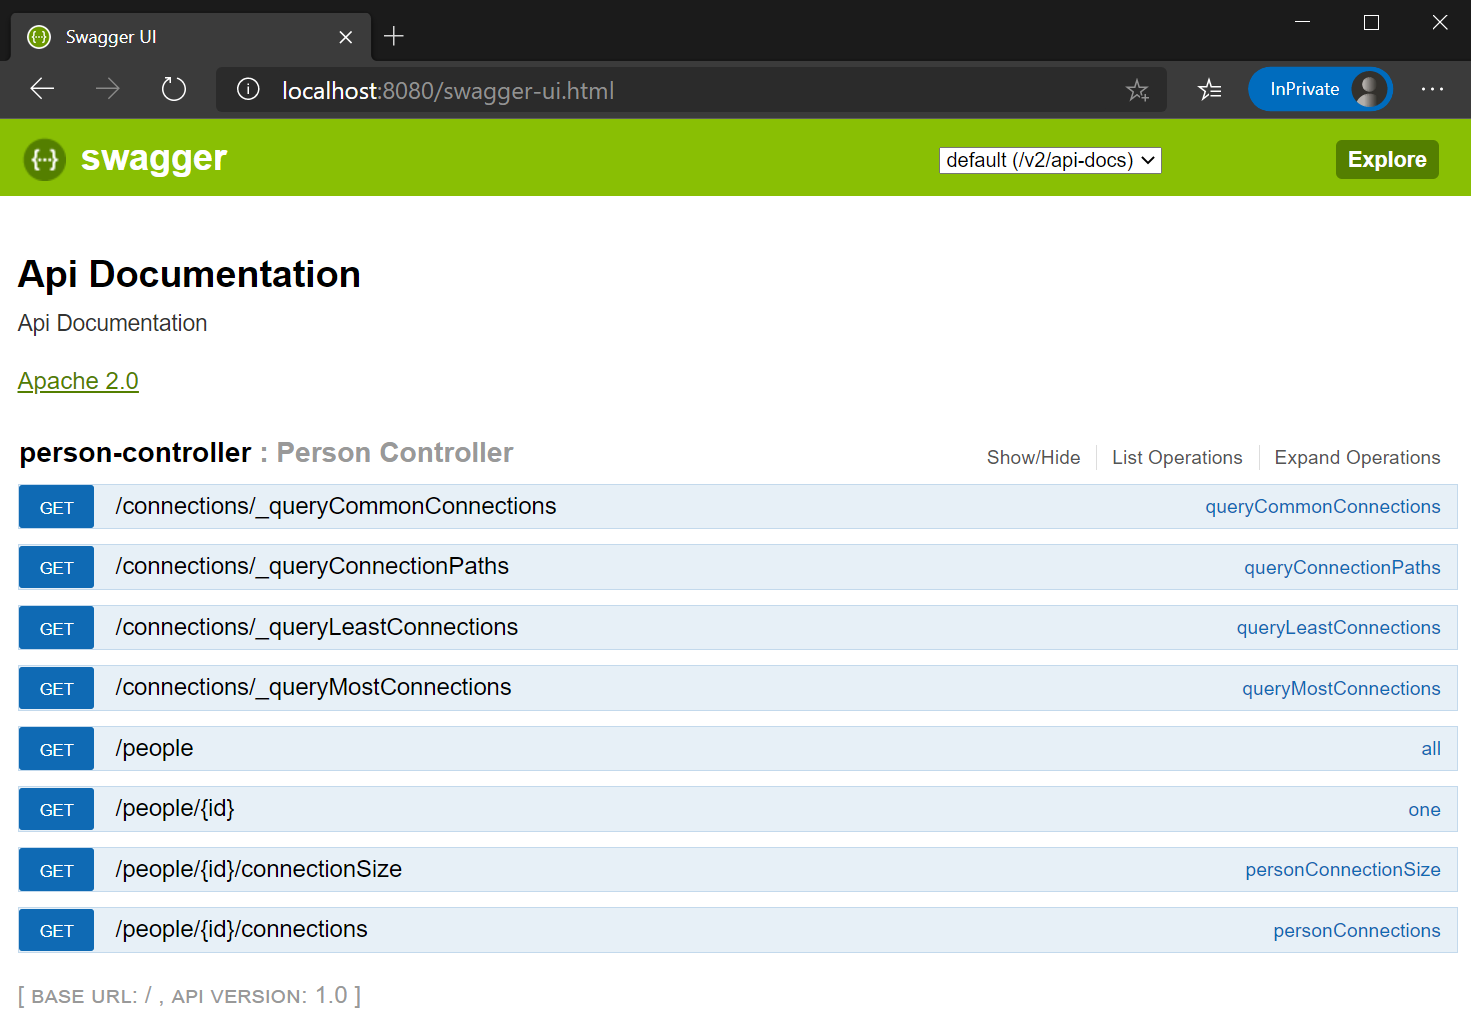 Swagger UI
localhost:8080/swagger-ui.html
InPrivate
{···} swagger
default (/v2/api-docs)
Explore
Api Documentation
Api Documentation
Apache 2.0
person-controller : Person Controller
Show/Hide
List Operations
Expand Operations
GET /connections/_queryCommonConnections queryCommonConnections
GET /connections/_queryConnectionPaths queryConnectionPaths
GET /connections/_queryLeastConnections queryLeastConnections
GET /connections/_queryMostConnections queryMostConnections
GET /people all
GET /people/{id} one
GET /people/{id}/connectionSize personConnectionSize
GET /people/{id}/connections personConnections
[ BASE URL: / , API VERSION: 1.0 ]